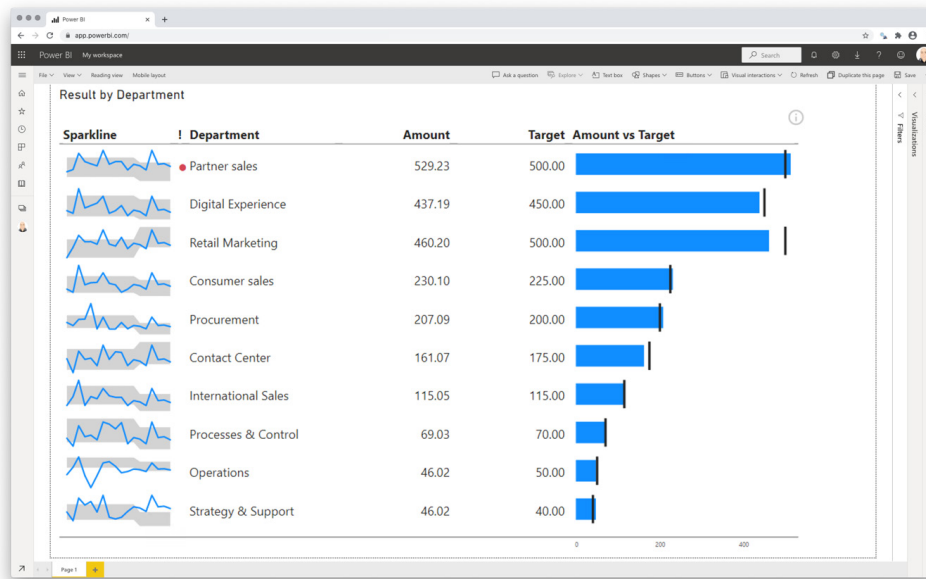 Power BI
app.powerbi.com/
Power BI My workspace Search
File View Reading view Mobile layout Ask a question Explore Text box Shapes Buttons Visual interactions Refresh Duplicate this page Save
Result by Department
Sparkline ! Department Amount Target Amount vs Target
Partner sales 529.23 500.00
Digital Experience 437.19 450.00
Retail Marketing 460.20 500.00
Consumer sales 230.10 225.00
Procurement 207.09 200.00
Contact Center 161.07 175.00
International Sales 115.05 115.00
Processes & Control 69.03 70.00
Operations 46.02 50.00
Strategy & Support 46.02 40.00
0 200 400
Filters
Visualizations
Page 1